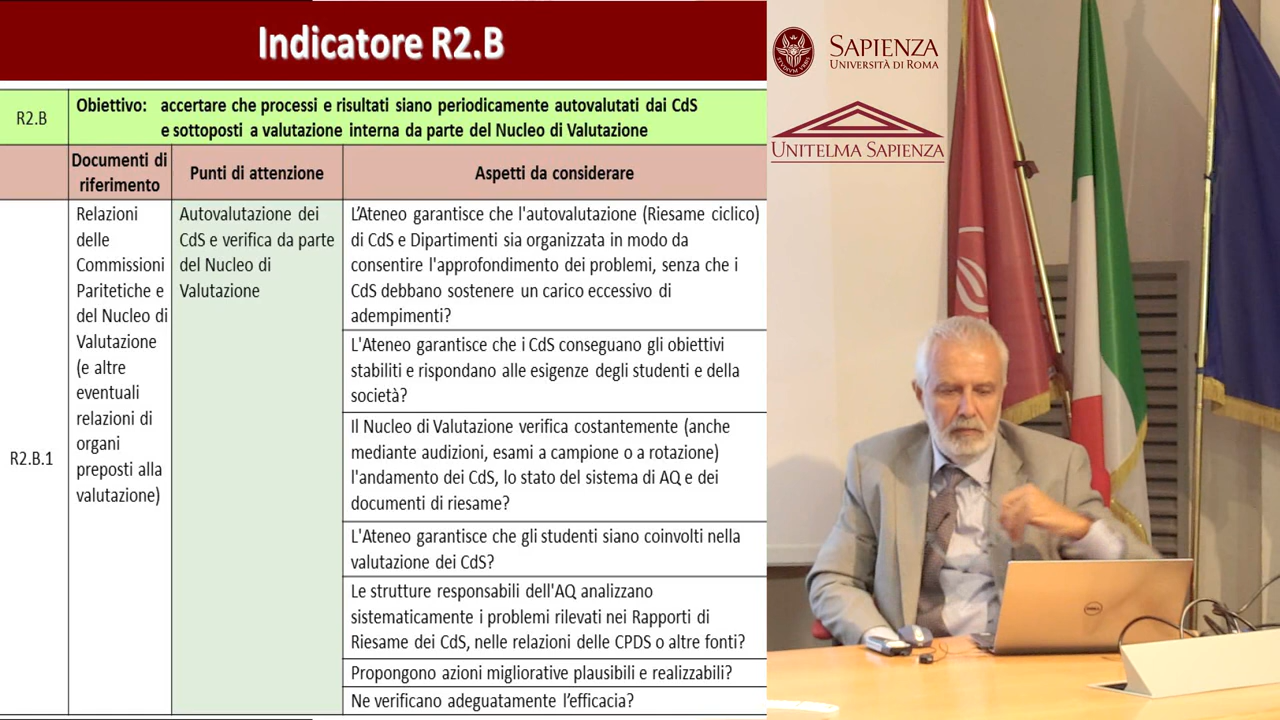 Indicatore R2.B
R2.B
Obiettivo: accertare che processi e risultati siano periodicamente autovalutati dai CdS
e sottoposti a valutazione interna da parte del Nucleo di Valutazione
Documenti di
riferimento
Punti di attenzione
Aspetti da considerare
R2.B.1
Relazioni
delle
Commissioni
Paritetiche e
del Nucleo di
Valutazione
(e altre
eventuali
relazioni di
organi
preposti alla
valutazione)
Autovalutazione dei
CdS e verifica da parte
del Nucleo di
Valutazione
L'Ateneo garantisce che l'autovalutazione (Riesame ciclico)
di CdS e Dipartimenti sia organizzata in modo da
consentire l'approfondimento dei problemi, senza che i
CdS debbano sostenere un carico eccessivo di
adempimenti?
L'Ateneo garantisce che i CdS conseguano gli obiettivi
stabiliti e rispondano alle esigenze degli studenti e della
società?
Il Nucleo di Valutazione verifica costantemente (anche
mediante audizioni, esami a campione o a rotazione)
l'andamento dei CdS, lo stato del sistema di AQ e dei
documenti di riesame?
L'Ateneo garantisce che gli studenti siano coinvolti nella
valutazione dei CdS?
Le strutture responsabili dell'AQ analizzano
sistematicamente i problemi rilevati nei Rapporti di
Riesame dei CdS, nelle relazioni delle CPDS o altre fonti?
Propongono azioni migliorative plausibili e realizzabili?
Ne verificano adeguatamente l'efficacia?
SAPIENZA
UNIVERSITÀ DI ROMA
UNITELMA SAPIENZA
DELL